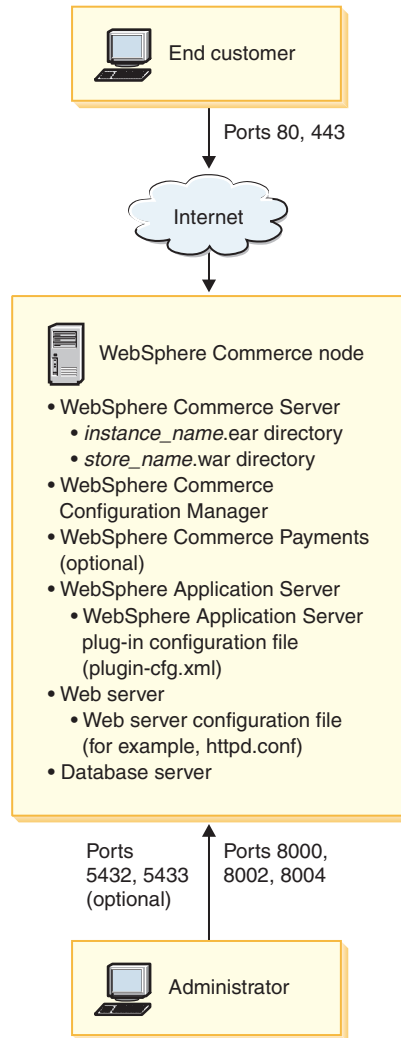 End customer
Ports 80, 443
Internet
WebSphere Commerce node
• WebSphere Commerce Server
• instance_name.ear directory
• store_name.war directory
• WebSphere Commerce
Configuration Manager
• WebSphere Commerce Payments
(optional)
• WebSphere Application Server
• WebSphere Application Server
plug-in configuration file
(plugin-cfg.xml)
• Web server
• Web server configuration file
(for example, httpd.conf)
• Database server
Ports
5432, 5433
(optional)
Ports 8000,
8002, 8004
Administrator